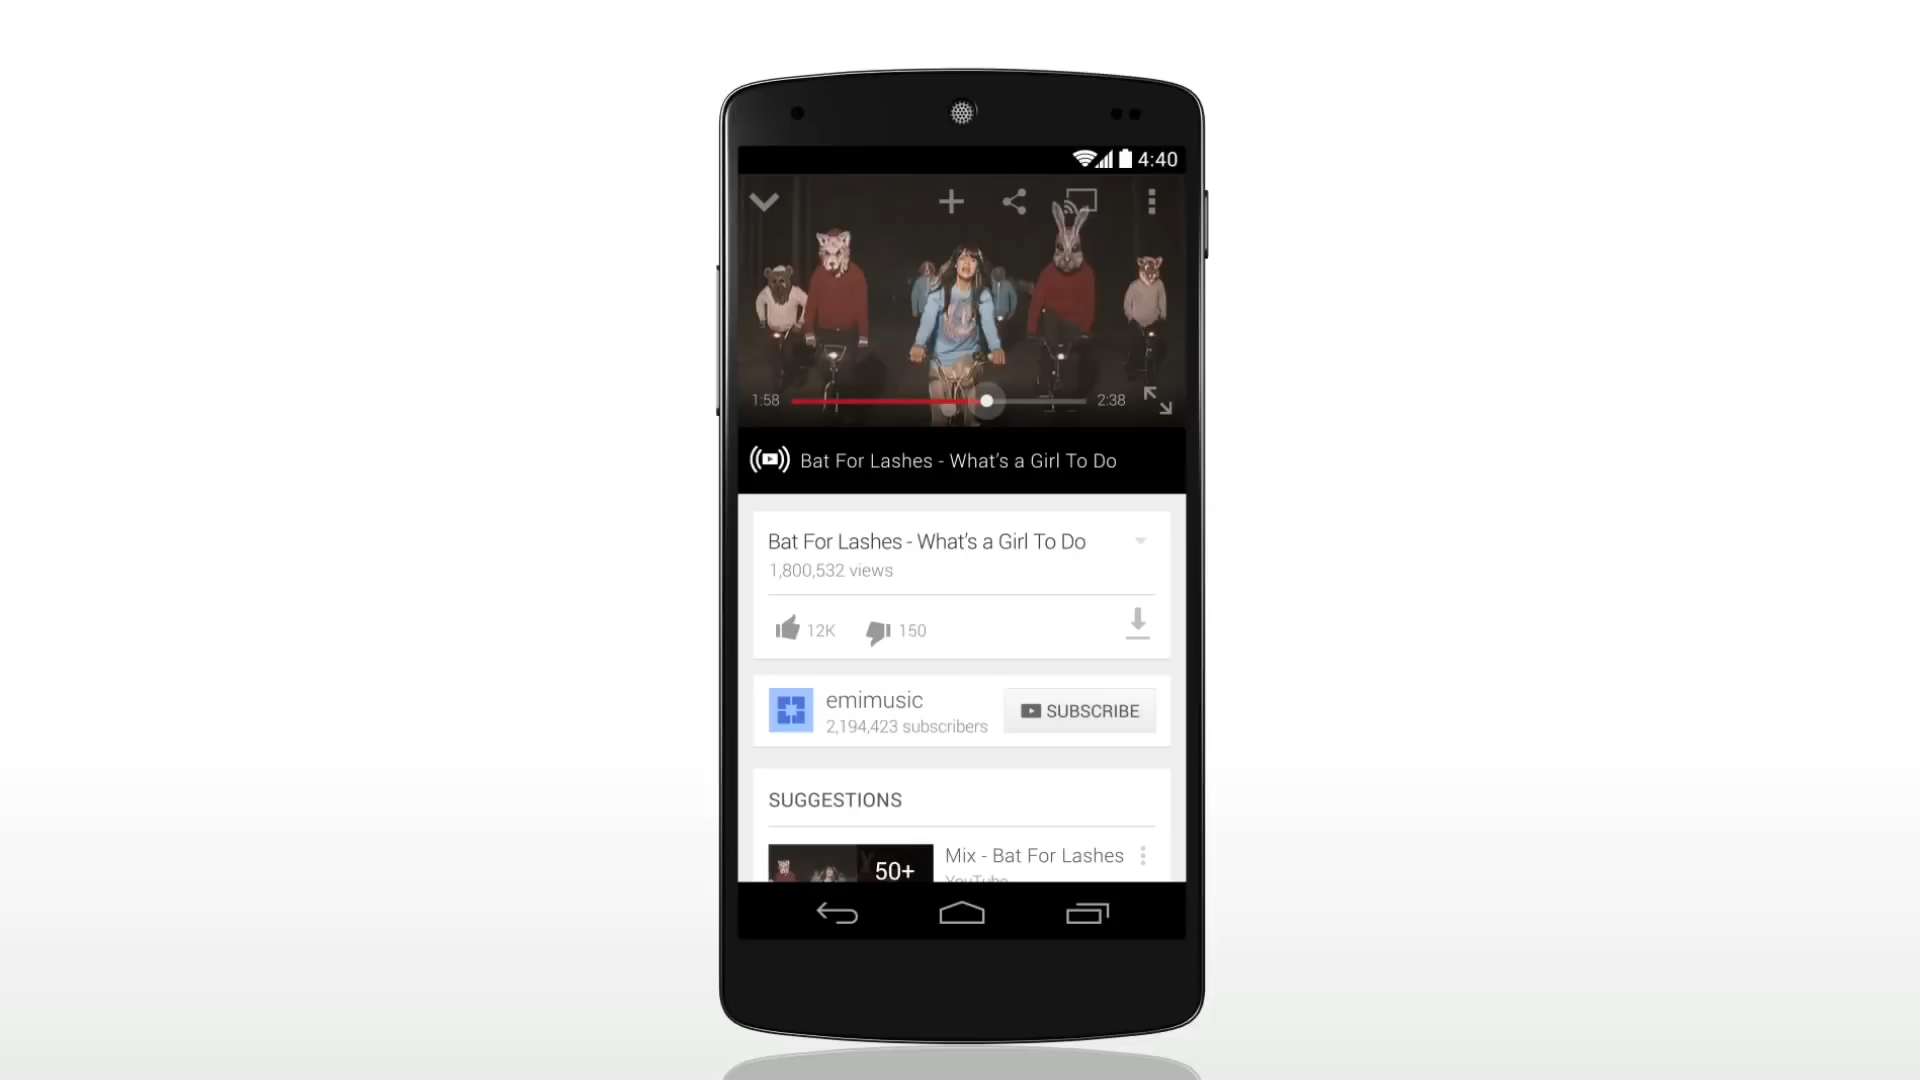 4:40
1:58
2:38
Bat For Lashes - What's a Girl To Do
Bat For Lashes - What's a Girl To Do
1,800,532 views
12K
150
emimusic
2,194,423 subscribers
SUBSCRIBE
SUGGESTIONS
50+
Mix - Bat For Lashes
YouTube